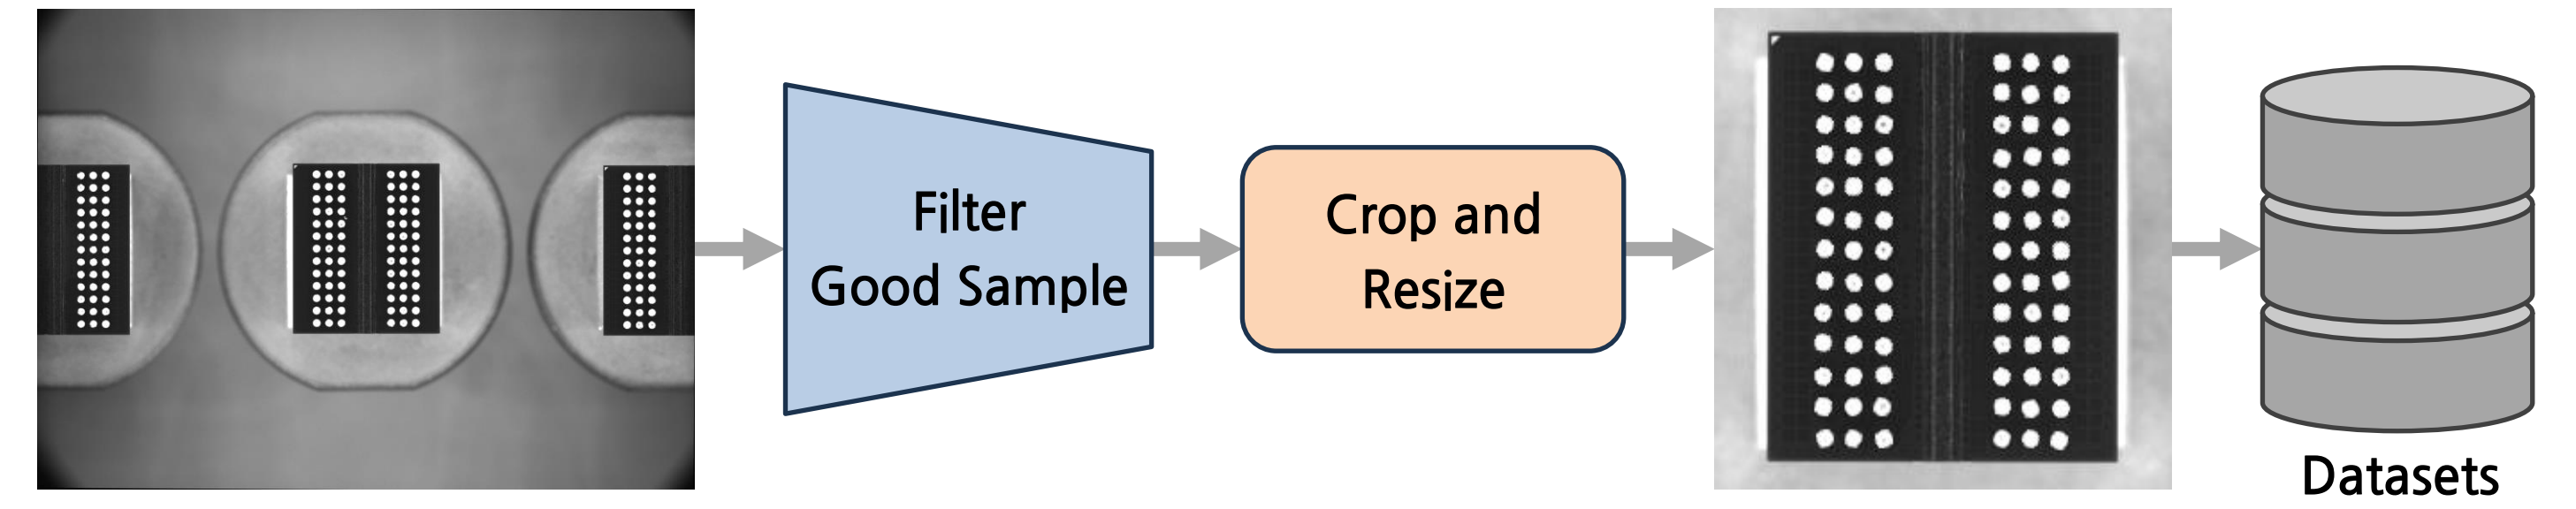 Filter
Good Sample
Crop and
Resize
Datasets